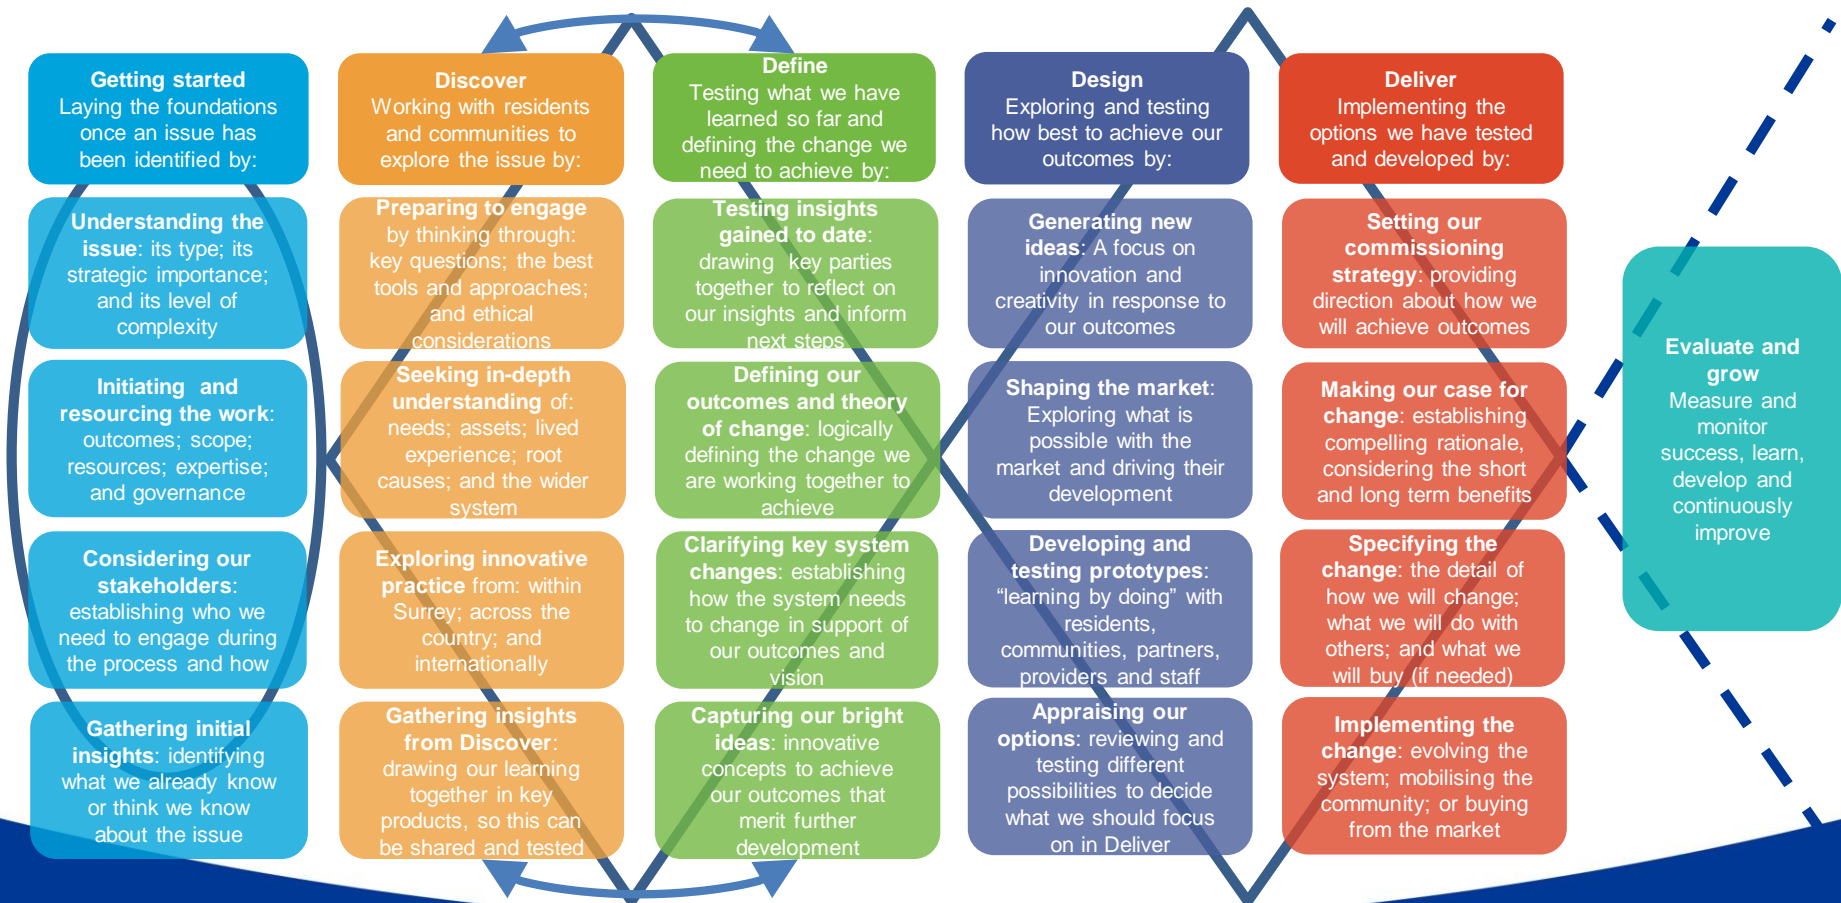 Getting started
Laying the foundations
once an issue has
been identified by:
Understanding the
issue: its type; its
strategic importance;
and its level of
complexity
Initiating and
resourcing the work:
outcomes; scope;
resources; expertise;
and governance
Considering our
stakeholders:
establishing who we
need to engage during
the process and how
Gathering initial
insights: identifying
what we already know
or think we know
about the issue
Discover
Working with residents
and communities to
explore the issue by:
Preparing to engage
by thinking through:
key questions; the best
tools and approaches;
and ethical
considerations
Seeking in-depth
understanding of:
needs; assets; lived
experience; root
causes; and the wider
system
Exploring innovative
practice from: within
Surrey; across the
country; and
internationally
Gathering insights
from Discover:
drawing our learning
together in key
products, so this can
be shared and tested
Define
Testing what we have
learned so far and
defining the change we
need to achieve by:
Testing insights
gained to date:
drawing key parties
together to reflect on
our insights and inform
next steps
Defining our
outcomes and theory
of change: logically
defining the change we
are working together to
achieve
Clarifying key system
changes: establishing
how the system needs
to change in support of
our outcomes and
vision
Capturing our bright
ideas: innovative
concepts to achieve
our outcomes that
merit further
development
Design
Exploring and testing
how best to achieve our
outcomes by:
Generating new
ideas: A focus on
innovation and
creativity in response to
our outcomes
Shaping the market:
Exploring what is
possible with the
market and driving their
development
Developing and
testing prototypes:
“learning by doing” with
residents,
communities, partners,
providers and staff
Appraising our
options: reviewing and
testing different
possibilities to decide
what we should focus
on in Deliver
Deliver
Implementing the
options we have tested
and developed by:
Setting our
commissioning
strategy: providing
direction about how we
will achieve outcomes
Making our case for
change: establishing
compelling rationale,
considering the short
and long term benefits
Specifying the
change: the detail of
how we will change;
what we will do with
others; and what we
will buy (if needed)
Implementing the
change: evolving the
system; mobilising the
community; or buying
from the market
Evaluate and
grow
Measure and
monitor
success, learn,
develop and
continuously
improve